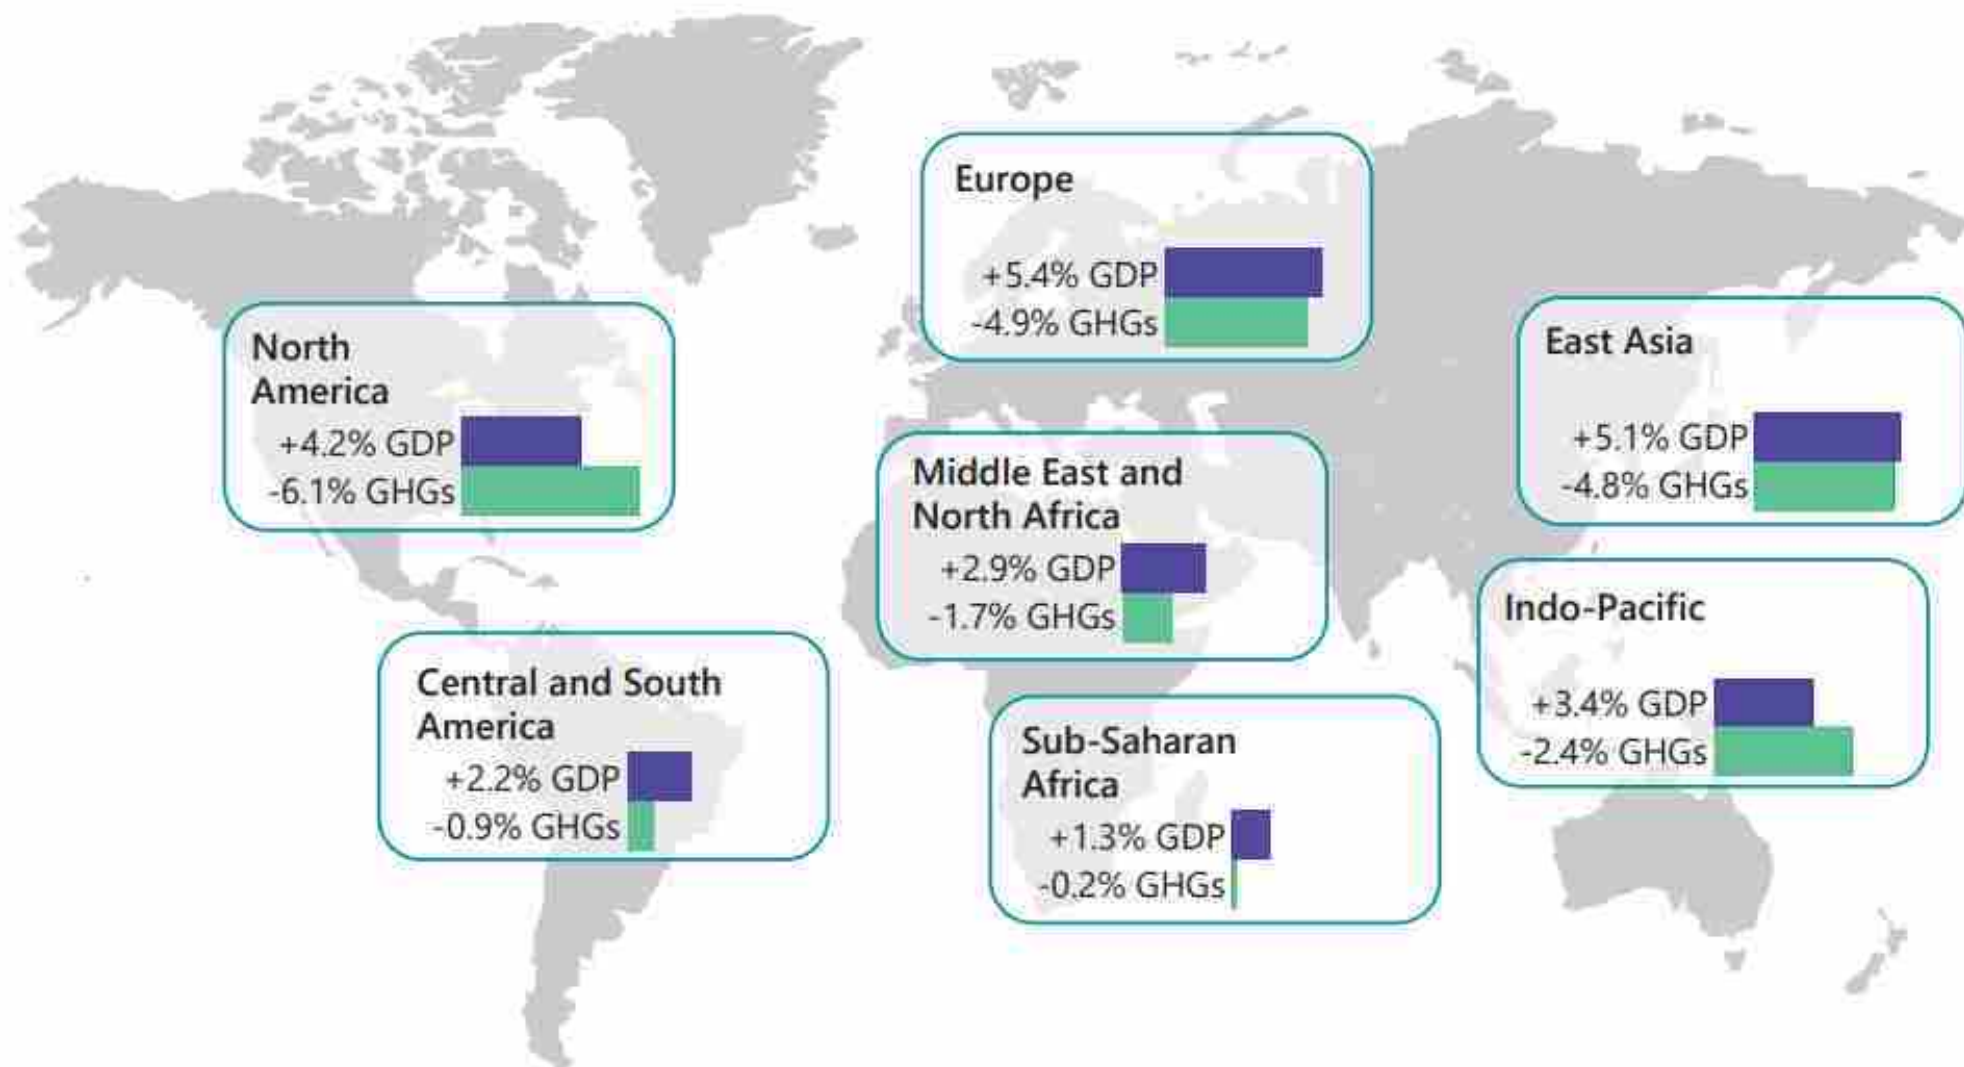 Europe
+5.4% GDP
-4.9% GHGs
North
America
+4.2% GDP
-6.1% GHGs
East Asia
+5.1% GDP
-4.8% GHGs
Middle East and
North Africa
+2.9% GDP
-1.7% GHGs
Indo-Pacific
+3.4% GDP
-2.4% GHGs
Central and South
America
+2.2% GDP
-0.9% GHGs
Sub-Saharan
Africa
+1.3% GDP
-0.2% GHGs